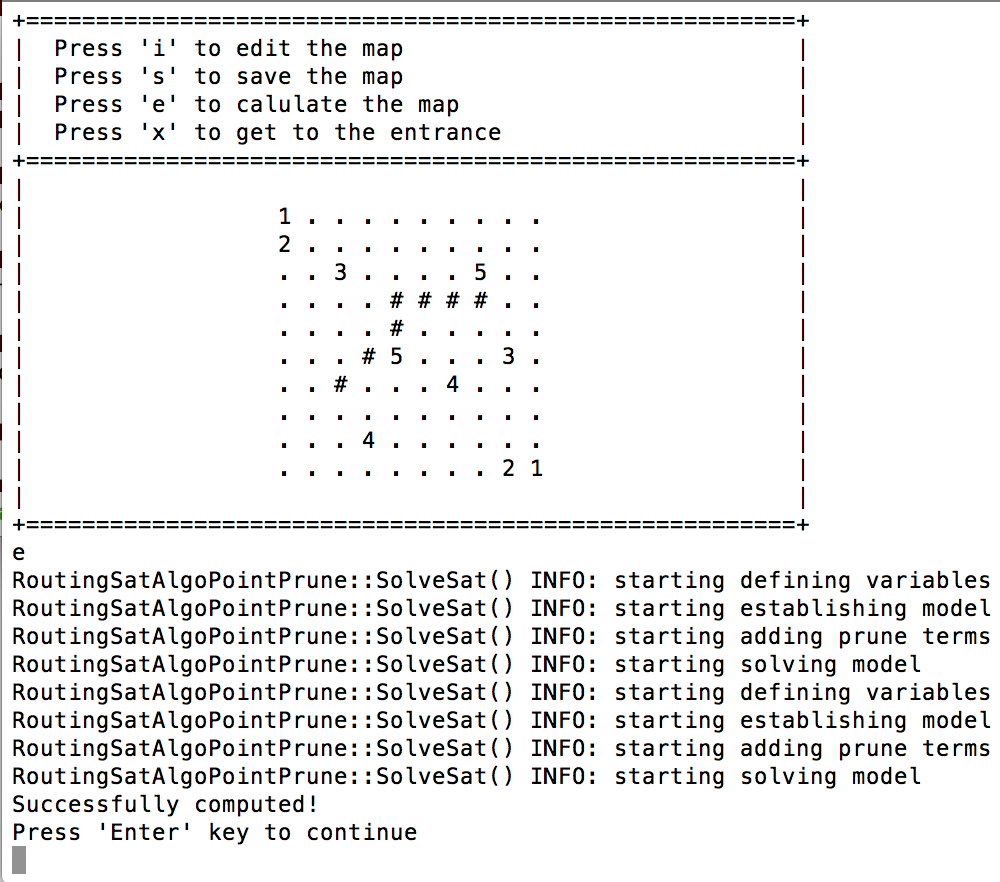 +=======================================================+
|  Press 'i' to edit the map                            |
|  Press 's' to save the map                            |
|  Press 'e' to calulate the map                        |
|  Press 'x' to get to the entrance                     |
+=======================================================+
|                                                       |
|                  1 . . . . . . . . .                  |
|                  2 . . . . . . . . .                  |
|                  . . 3 . . . . 5 . .                  |
|                  . . . . # # # # . .                  |
|                  . . . . # . . . . .                  |
|                  . . . # 5 . . . 3 .                  |
|                  . . # . . . 4 . . .                  |
|                  . . . . . . . . . .                  |
|                  . . . 4 . . . . . .                  |
|                  . . . . . . . . 2 1                  |
|                                                       |
+=======================================================+
e
RoutingSatAlgoPointPrune::SolveSat() INFO: starting defining variables
RoutingSatAlgoPointPrune::SolveSat() INFO: starting establishing model
RoutingSatAlgoPointPrune::SolveSat() INFO: starting adding prune terms
RoutingSatAlgoPointPrune::SolveSat() INFO: starting solving model
RoutingSatAlgoPointPrune::SolveSat() INFO: starting defining variables
RoutingSatAlgoPointPrune::SolveSat() INFO: starting establishing model
RoutingSatAlgoPointPrune::SolveSat() INFO: starting adding prune terms
RoutingSatAlgoPointPrune::SolveSat() INFO: starting solving model
Successfully computed!
Press 'Enter' key to continue